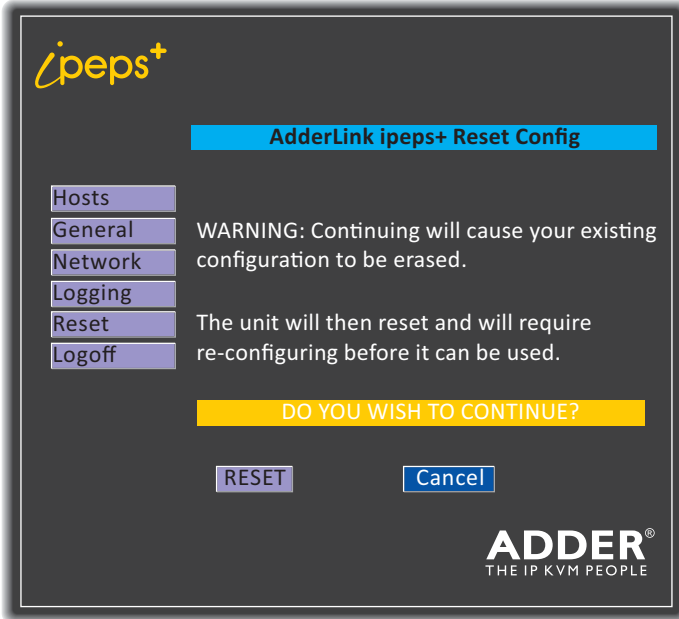 ipeps+
AdderLink ipeps+ Reset Config
Hosts
General
Network
Logging
Reset
Logoff
WARNING: Continuing will cause your existing
configuration to be erased.
The unit will then reset and will require
re-configuring before it can be used.
DO YOU WISH TO CONTINUE?
RESET
Cancel
ADDER®
THE IP KVM PEOPLE